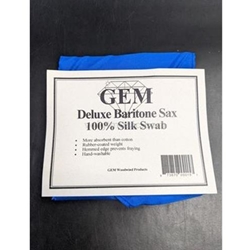 GEM
Deluxe Baritone Sax
100% Silk Swab
• More absorbent than cotton
• Rubber-coated weight
• Hemmed edge prevents fraying
• Hand-washable
GEM Woodwind Products